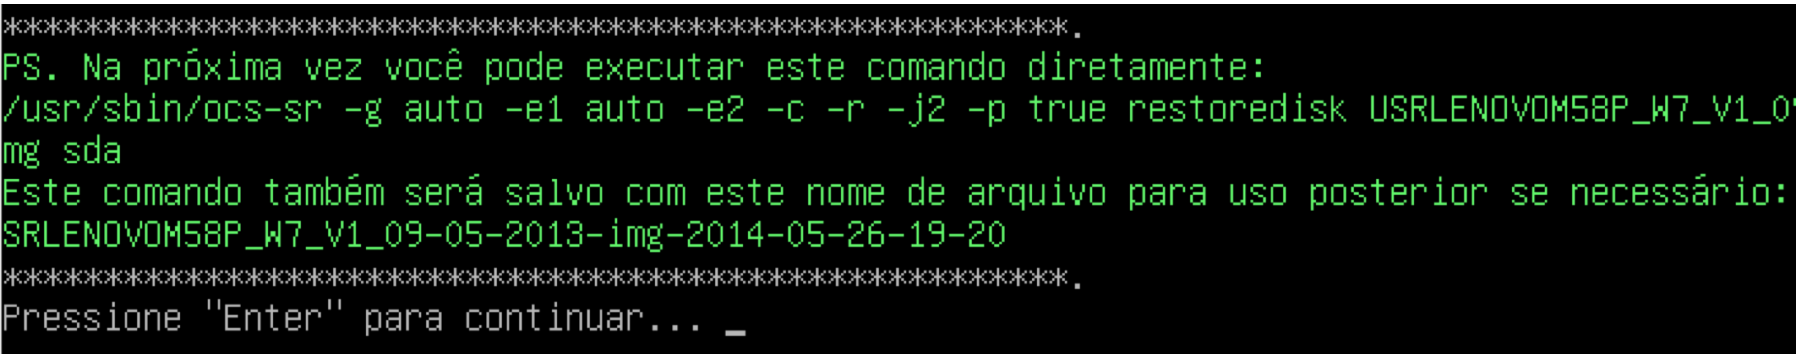 *****************************************************.
PS. Na próxima vez você pode executar este comando diretamente:
/usr/sbin/ocs-sr -g auto -e1 auto -e2 -c -r -j2 -p true restoredisk USRLENOVOM58P_W7_V1_0
mg sda
Este comando também será salvo com este nome de arquivo para uso posterior se necessário:
SRLENOVOM58P_W7_V1_09-05-2013-img-2014-05-26-19-20
*****************************************************.
Pressione "Enter" para continuar... _